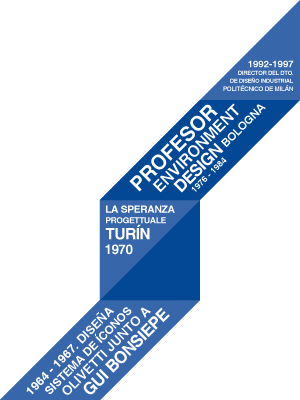 1992-1997
DIRECTOR DEL DTO.
DE DISEÑO INDUSTRIAL
POLITÉCNICO DE MILÁN
PROFESOR
ENVIRONMENT
DESIGN BOLOGNA
1976 - 1984
LA SPERANZA
PROGETTUALE
TURÍN
1970
1964 - 1967. DISEÑA
SISTEMA DE ÍCONOS
OLIVETTI JUNTO A
GUI BONSIEPE